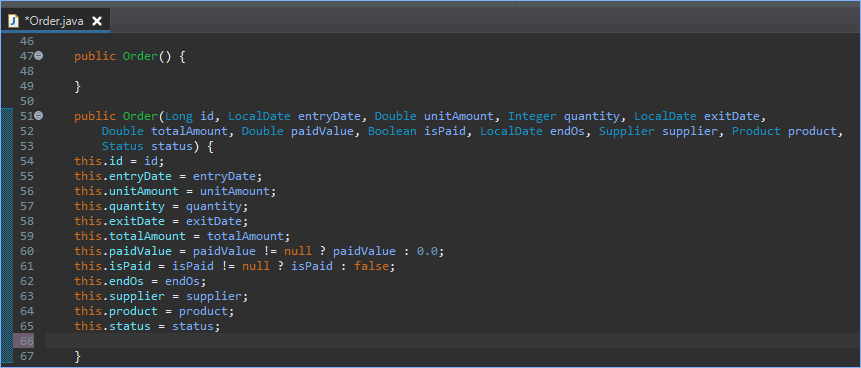 *Order.java
46
47 public Order() {
48
49 }
50
51 public Order(Long id, LocalDate entryDate, Double unitAmount, Integer quantity, LocalDate exitDate,
52 Double totalAmount, Double paidValue, Boolean isPaid, LocalDate endOs, Supplier supplier, Product product,
53 Status status) {
54 this.id = id;
55 this.entryDate = entryDate;
56 this.unitAmount = unitAmount;
57 this.quantity = quantity;
58 this.exitDate = exitDate;
59 this.totalAmount = totalAmount;
60 this.paidValue = paidValue != null ? paidValue : 0.0;
61 this.isPaid = isPaid != null ? isPaid : false;
62 this.endOs = endOs;
63 this.supplier = supplier;
64 this.product = product;
65 this.status = status;
66
67 }